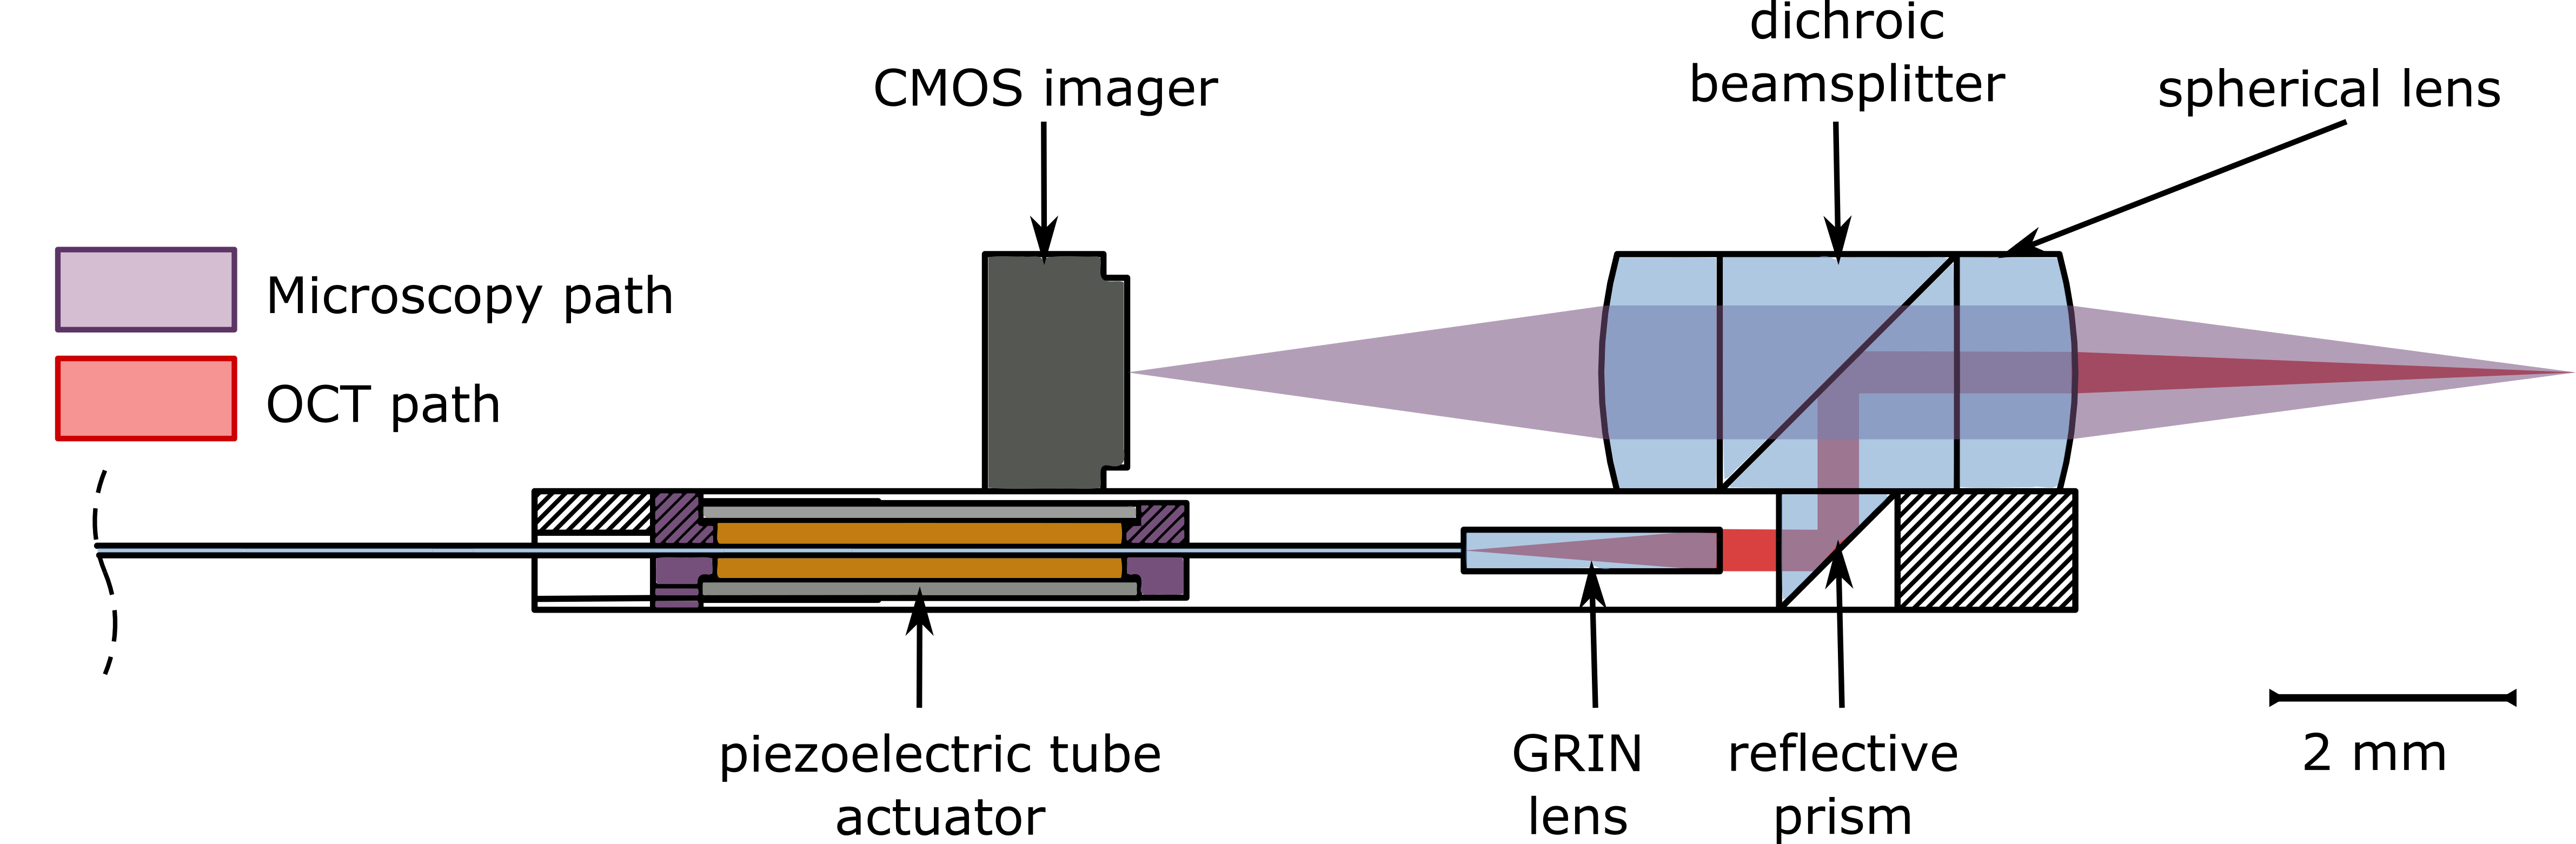 dichroic
beamsplitter
CMOS imager
spherical lens
Microscopy path
OCT path
piezoelectric tube
actuator
GRIN
lens
reflective
prism
2 mm